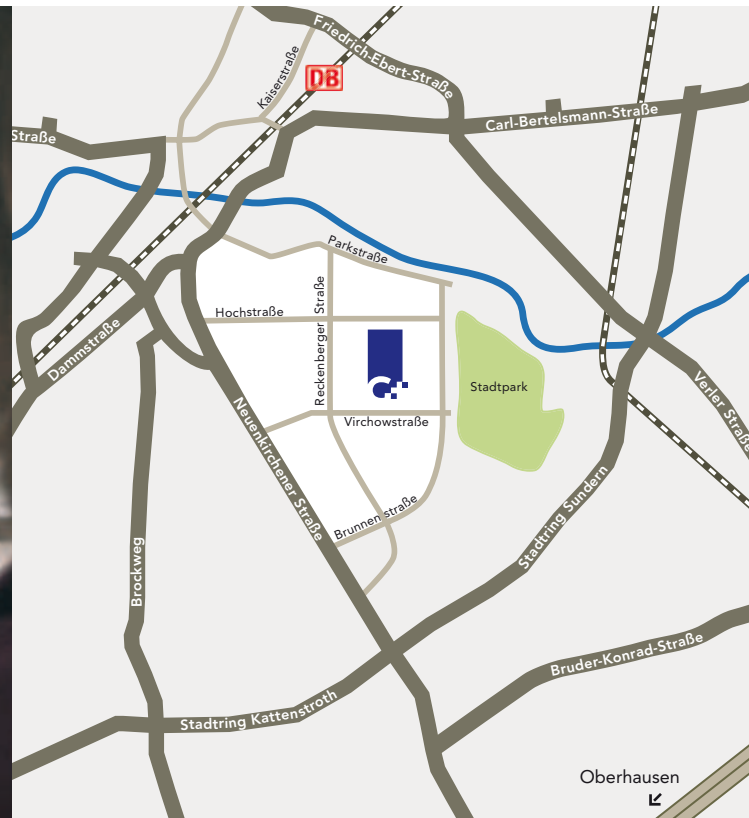 Friedrich-Ebert-Straße
Kaiserstraße
DB
Carl-Bertelsmann-Straße
Straße
Parkstraße
Hochstraße
Reckenberger Straße
Dammstraße
Stadtpark
Virchowstraße
Verler Straße
Neuenkirchener Straße
Brunnenstraße
Stadtring Sundern
Brockweg
Bruder-Konrad-Straße
Stadtring Kattenstroth
Oberhausen